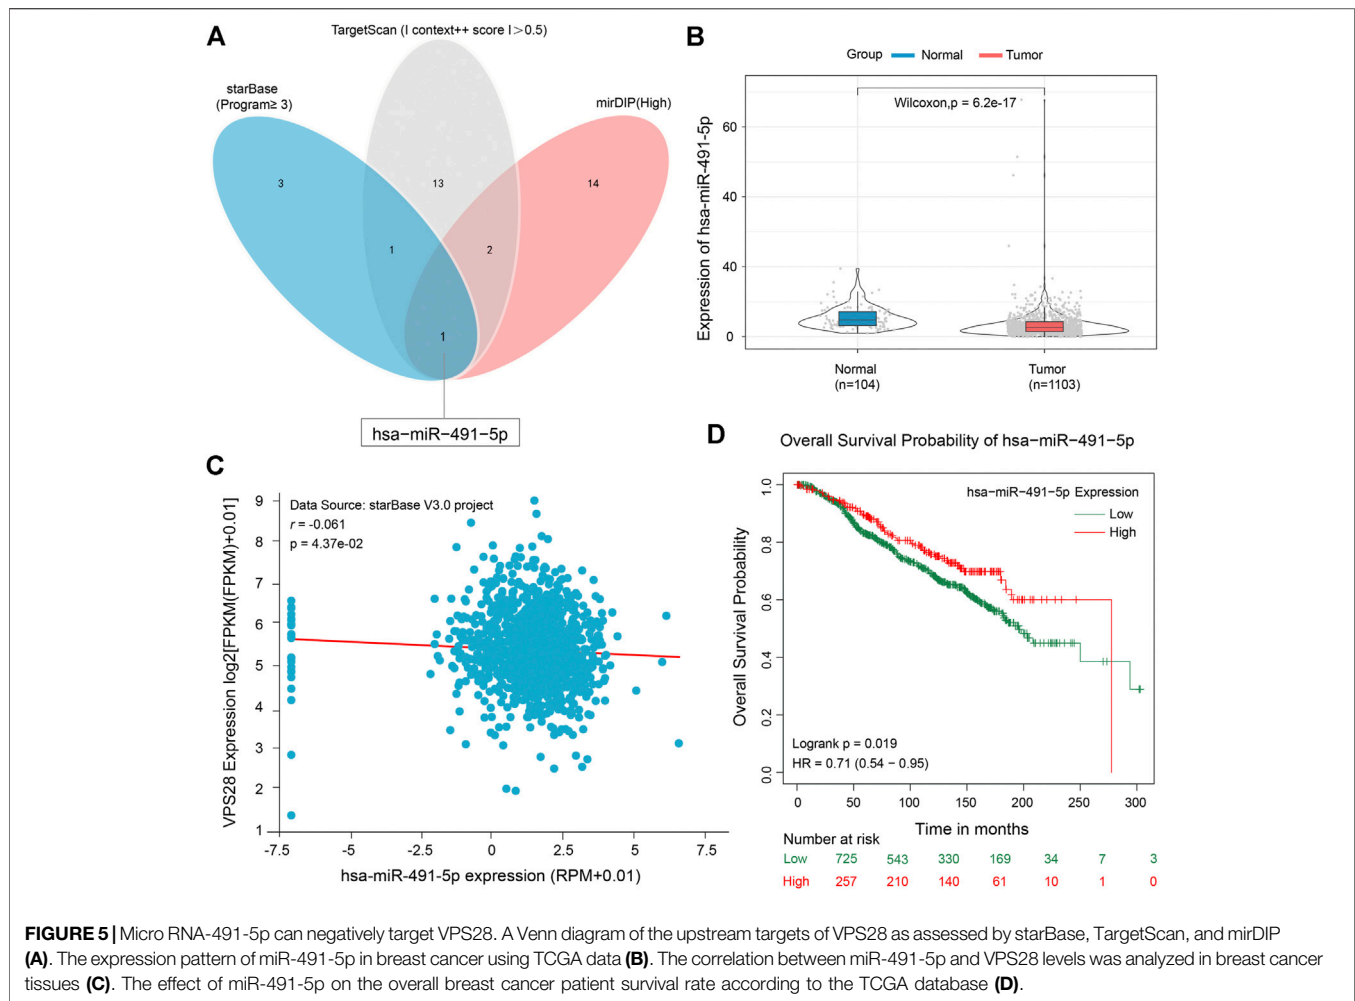 A
TargetScan (I context++ score I>0.5)
starBase
(Program≥ 3)
mirDIP(High)
3
13
14
1
2
1
hsa−miR−491−5p
B
Group Normal Tumor
Expression of hsa-miR-491-5p
60
40
40
0
Wilcoxon,p = 6.2e-17
Normal
(n=104)
Tumor
(n=1103)
C
VPS28 Expression log2[FPKM(FPKM)+0.01)
9
8
7
6
5
4
3
2
1
Data Source: starBase V3.0 project
r = -0.061
p = 4.37e-02
-7.5 -5 -2.5 0 2.5 5 7.5
hsa-miR-491-5p expression (RPM+0.01)
D
Overall Survival Probability of hsa−miR−491−5p
Overall Survival Probability
1.0
0.8
0.6
0.4
0.2
0.0
hsa−miR−491−5p Expression
Low
High
Logrank p = 0.019
HR = 0.71 (0.54 − 0.95)
0 50 100 150 200 250 300
Time in months
Number at risk
Low 725 543 330 169 34 7 3
High 257 210 140 61 10 1 0
FIGURE 5 | Micro RNA-491-5p can negatively target VPS28. A Venn diagram of the upstream targets of VPS28 as assessed by starBase, TargetScan, and mirDIP
(A). The expression pattern of miR-491-5p in breast cancer using TCGA data (B). The correlation between miR-491-5p and VPS28 levels was analyzed in breast cancer
tissues (C). The effect of miR-491-5p on the overall breast cancer patient survival rate according to the TCGA database (D).